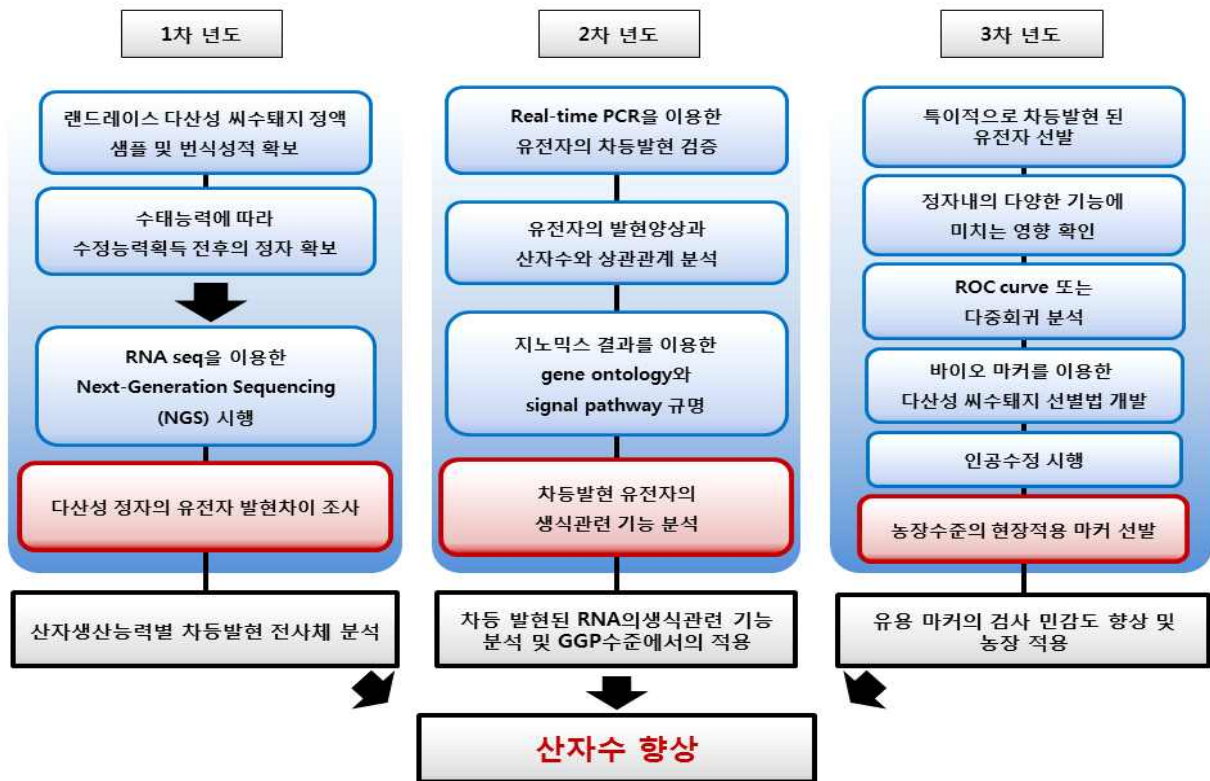 1차 년도
랜드레이스 다산성 씨수퇘지 정액
샘플 및 번식성적 확보
수태능력에 따라
수정능력획득 전후의 정자 확보
RNA seq을 이용한
Next-Generation Sequencing
(NGS) 시행
다산성 정자의 유전자 발현차이 조사
산자생산능력별 차등발현 전사체 분석
2차 년도
Real-time PCR을 이용한
유전자의 차등발현 검증
유전자의 발현양상과
산자수와 상관관계 분석
지노믹스 결과를 이용한
gene ontology와
signal pathway 규명
차등발현 유전자의
생식관련 기능 분석
차등 발현된 RNA의생식관련 기능
분석 및 GGP수준에서의 적용
3차 년도
특이적으로 차등발현 된
유전자 선발
정자내의 다양한 기능에
미치는 영향 확인
ROC curve 또는
다중회귀 분석
바이오 마커를 이용한
다산성 씨수퇘지 선별법 개발
인공수정 시행
농장수준의 현장적용 마커 선발
유용 마커의 검사 민감도 향상 및
농장 적용
산자수 향상